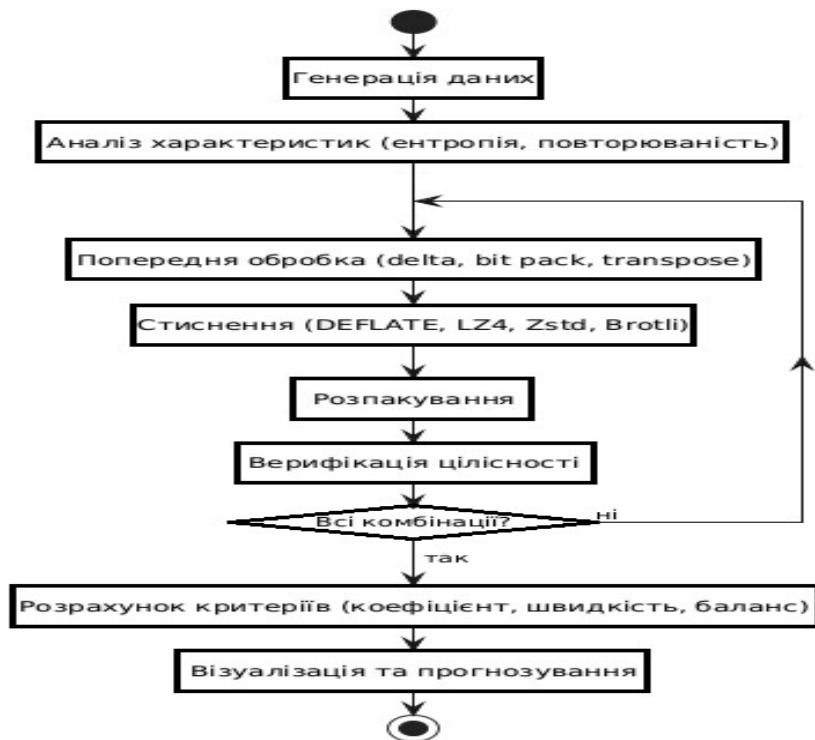 Генерація даних
Аналіз характеристик (ентропія, повторюваність)
Попередня обробка (delta, bit pack, transpose)
Стиснення (DEFLATE, LZ4, Zstd, Brotli)
Розпакування
Верифікація цілісності
Всі комбінації?
ні
так
Розрахунок критеріїв (коефіцієнт, швидкість, баланс)
Візуалізація та прогнозування